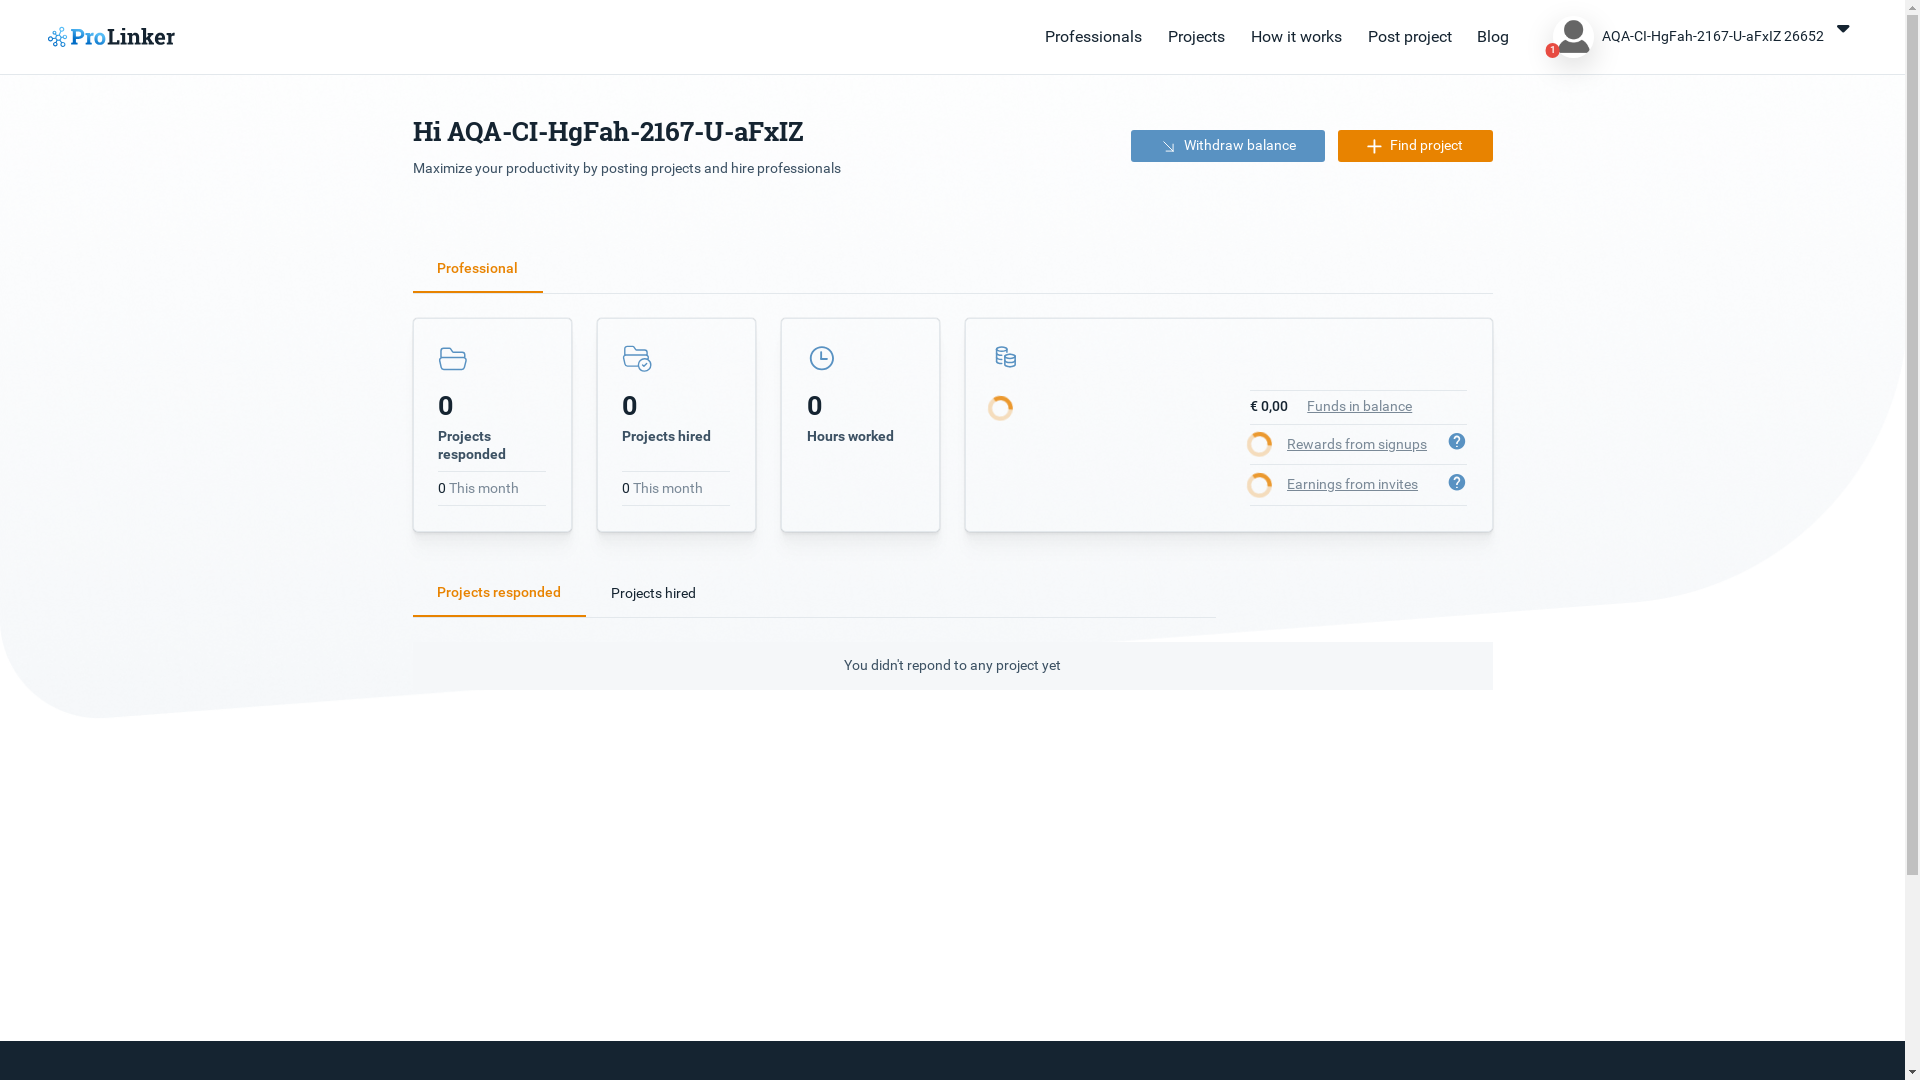 ProLinker
Professionals
Projects
How it works
Post project
Blog
1
AQA-CI-HgFah-2167-U-aFxIZ 26652
Hi AQA-CI-HgFah-2167-U-aFxIZ
Maximize your productivity by posting projects and hire professionals
Withdraw balance
Find project
Professional
0
Projects
responded
0 This month
0
Projects hired
0 This month
0
Hours worked
€ 0,00 Funds in balance
Rewards from signups ?
Earnings from invites ?
Projects responded
Projects hired
You didn't repond to any project yet